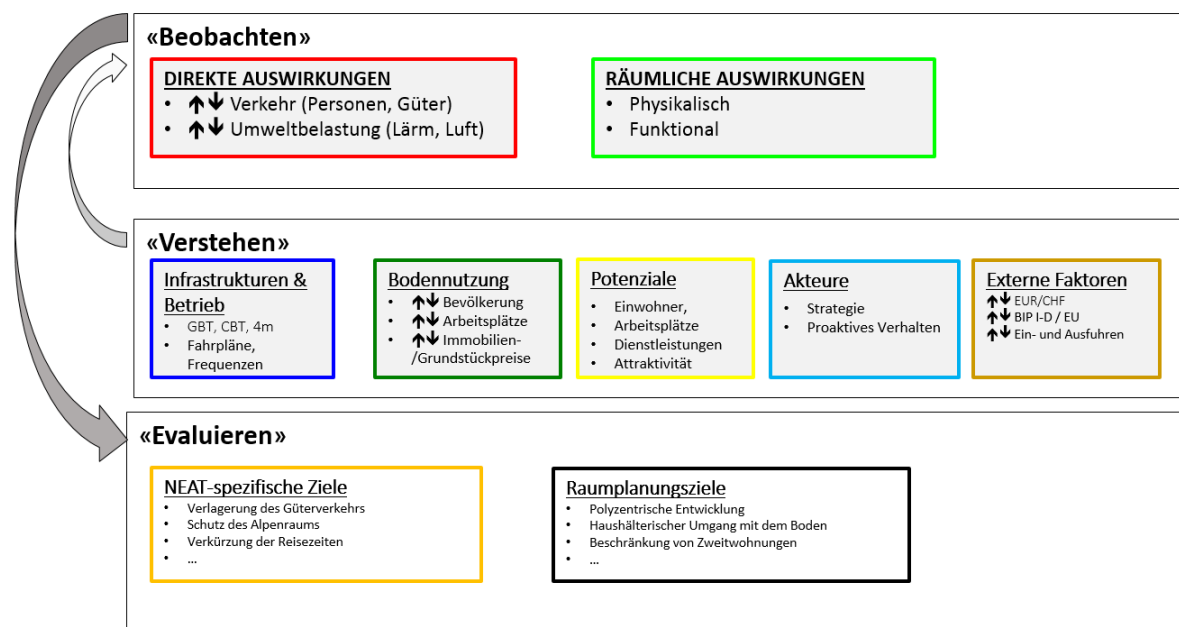 «Beobachten»
DIREKTE AUSWIRKUNGEN
• ↑↓ Verkehr (Personen, Güter)
• ↑↓ Umweltbelastung (Lärm, Luft)
RÄUMLICHE AUSWIRKUNGEN
• Physikalisch
• Funktional
«Verstehen»
Infrastrukturen &
Betrieb
• GBT, CBT, 4m
• Fahrpläne,
Frequenzen
Bodennutzung
• ↑↓ Bevölkerung
• ↑↓ Arbeitsplätze
• ↑↓ Immobilien-
/Grundstückpreise
Potenziale
• Einwohner,
• Arbeitsplätze
• Dienstleistungen
• Attraktivität
Akteure
• Strategie
• Proaktives Verhalten
Externe Faktoren
↑↓ EUR/CHF
↑↓ BIP I-D / EU
↑↓ Ein- und Ausfuhren
«Evaluieren»
NEAT-spezifische Ziele
• Verlagerung des Güterverkehrs
• Schutz des Alpenraums
• Verkürzung der Reisezeiten
• ...
Raumplanungsziele
• Polyzentrische Entwicklung
• Haushälterischer Umgang mit dem Boden
• Beschränkung von Zweitwohnungen
• ...